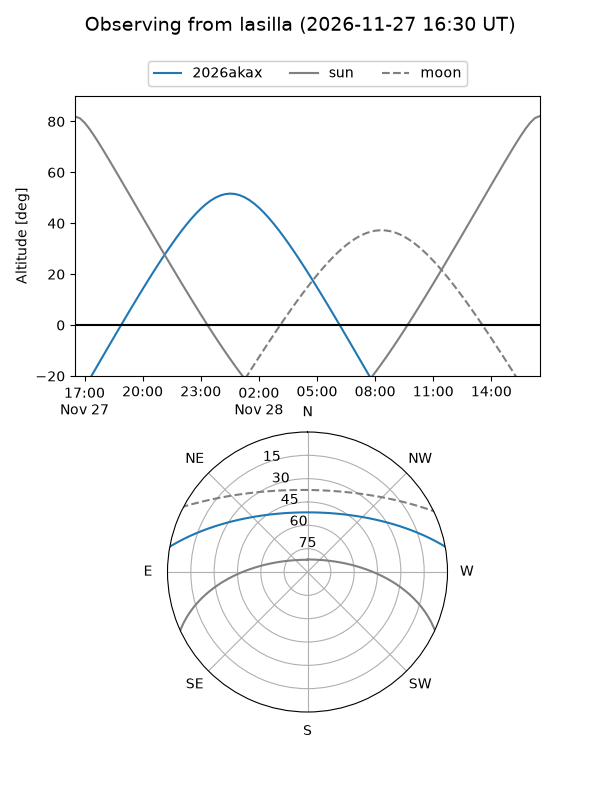 Observing from lasilla (2026-11-27 16:30 UT)
2026akax sun moon
Altitude [deg]
80
60
40
20
0
−20
17:00 20:00 23:00 02:00 05:00 08:00 11:00 14:00
Nov 27 Nov 28
N
NE NW
15
30
45
60
75
E W
SE SW
S